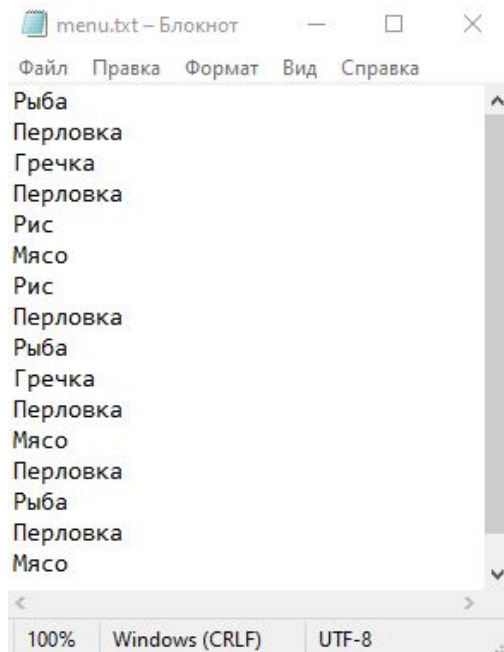 menu.txt – Блокнот
Файл Правка Формат Вид Справка
Рыба
Перловка
Гречка
Перловка
Рис
Мясо
Рис
Перловка
Рыба
Гречка
Перловка
Мясо
Перловка
Рыба
Перловка
Мясо
100% Windows (CRLF) UTF-8